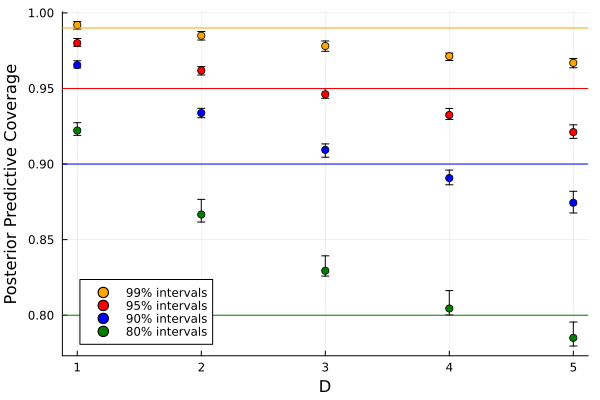 1.00
0.95
0.90
0.85
0.80
Posterior Predictive Coverage
99% intervals
95% intervals
90% intervals
80% intervals
1 2 3 4 5
D